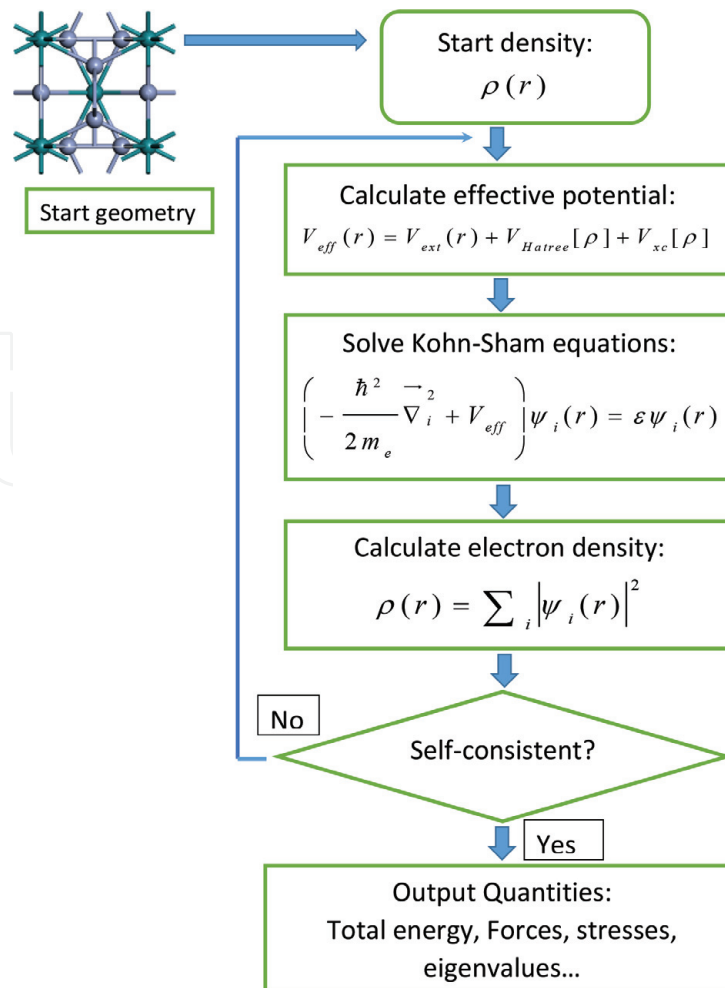 Start density:
ρ(r)
Start geometry
Calculate effective potential:
V_eff(r) = V_ext(r) + V_Hatree[ρ] + V_xc[ρ]
Solve Kohn-Sham equations:
(− ℏ²/2m_e ∇⃗_i² + V_eff)ψ_i(r) = εψ_i(r)
Calculate electron density:
ρ(r) = ∑_i |ψ_i(r)|²
No
Self-consistent?
Yes
Output Quantities:
Total energy, Forces, stresses,
eigenvalues...